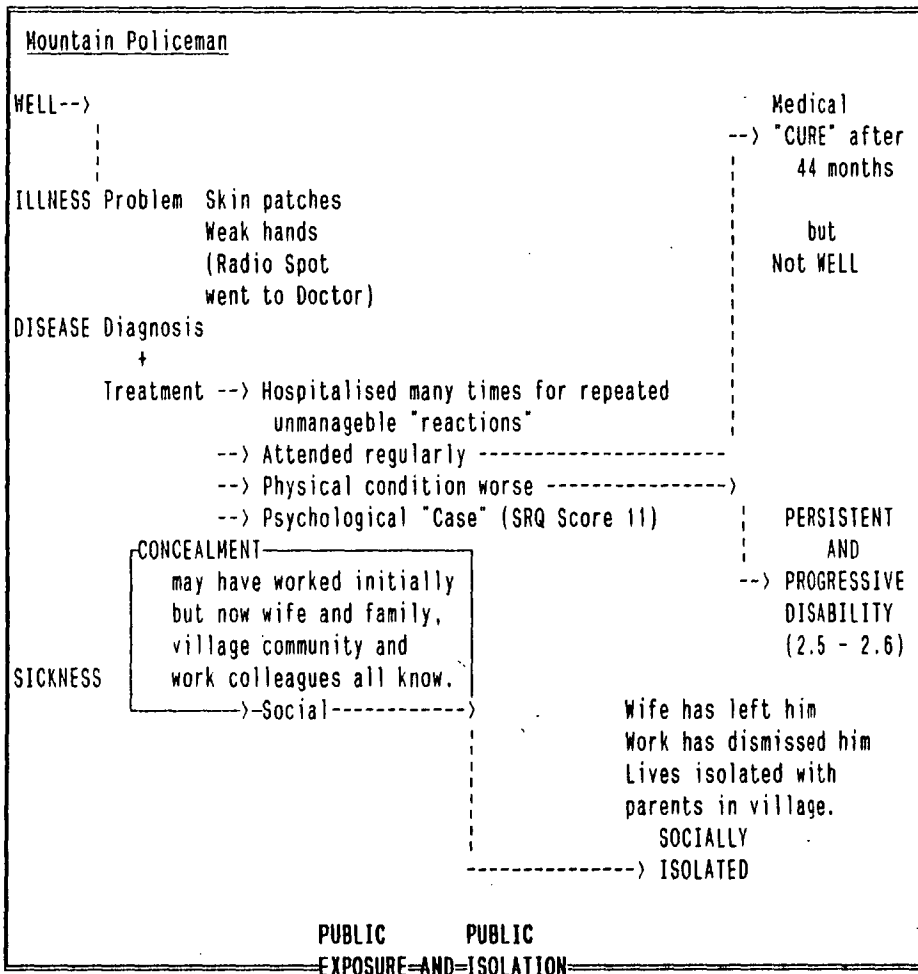 Mountain Policeman
WELL--> Medical
--> "CURE" after
44 months
ILLNESS Problem Skin patches
Weak hands but
(Radio Spot Not WELL
went to Doctor)
DISEASE Diagnosis
+
Treatment --> Hospitalised many times for repeated
unmanageable "reactions"
--> Attended regularly ----------------------
--> Physical condition worse ---------------->
--> Psychological "Case" (SRQ Score 11) PERSISTENT
CONCEALMENT AND
may have worked initially --> PROGRESSIVE
but now wife and family, DISABILITY
village community and (2.5 - 2.6)
SICKNESS work colleagues all know.
>-Social------------> Wife has left him
Work has dismissed him
Lives isolated with
parents in village.
SOCIALLY
---------------> ISOLATED
PUBLIC PUBLIC
EXPOSURE=AND=ISOLATION